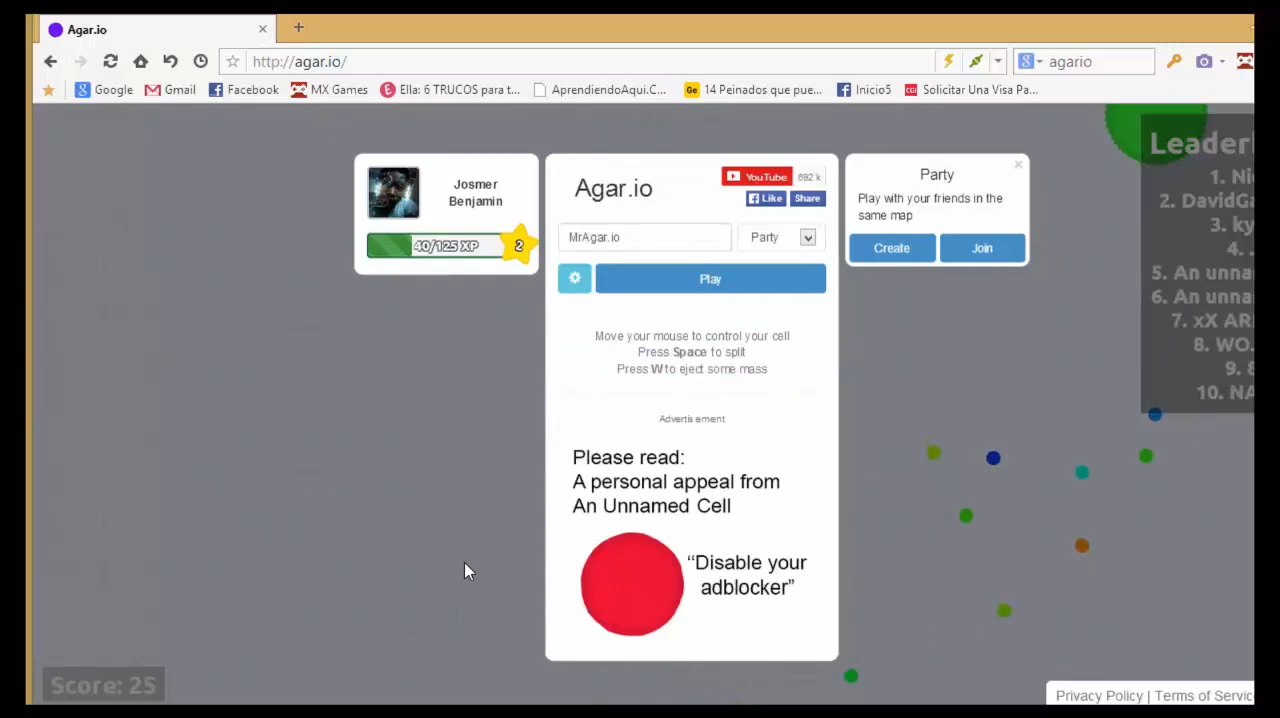 Agar.io
http://agar.io/
agario
Google
Gmail
Facebook
MX Games
Ella: 6 TRUCOS para t...
AprendiendoAqui.C...
14 Peinados que pue...
Inicio5
Solicitar Una Visa Pa...
Josmer
Benjamin
40/125 XP
2
Agar.io
YouTube
692 k
Like
Share
MrAgar.io
Party
Play
Move your mouse to control your cell
Press Space to split
Press W to eject some mass
Advertisement
Please read:
A personal appeal from
An Unnamed Cell
“Disable your
adblocker”
Party
Play with your friends in the
same map
Create
Join
Leader
1. Ni
2. DavidGa
3. ky
4. .
5. An unna
6. An unna
7. xX AR
8. WO.
9. 8
10. NA
Score: 25
Privacy Policy | Terms of Servic